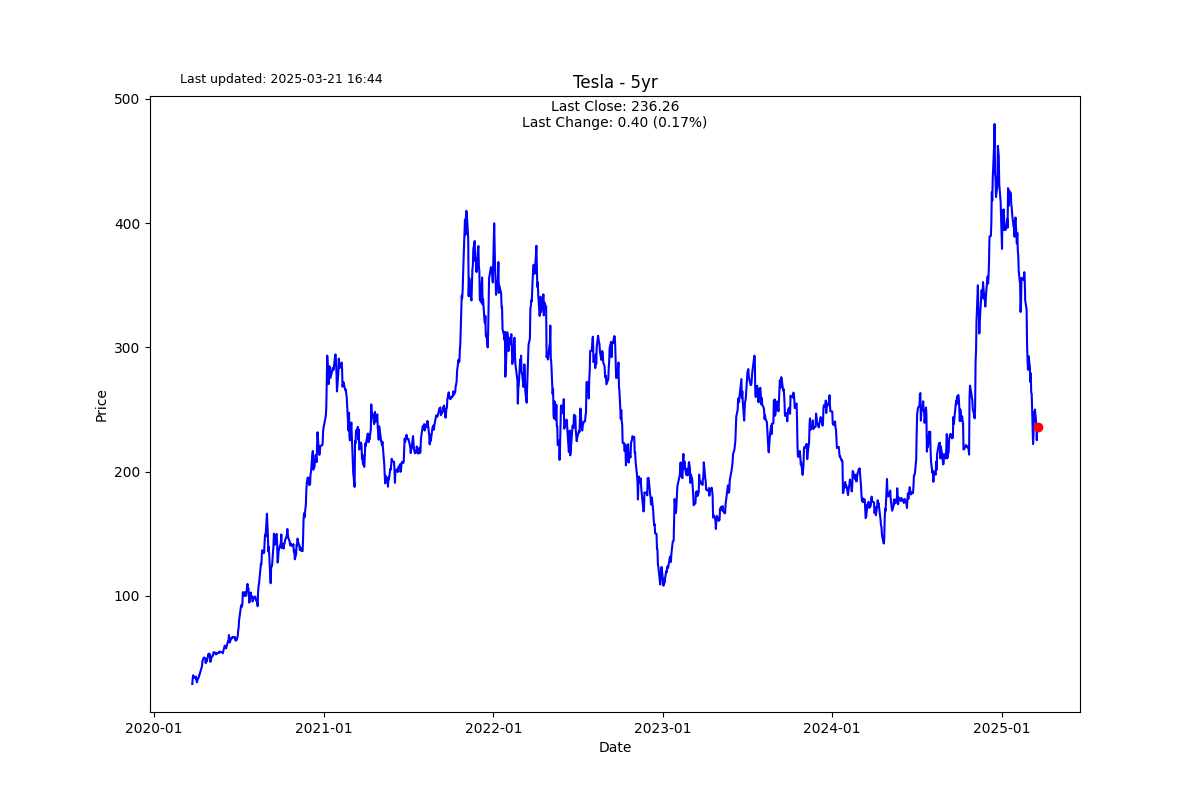 Last updated: 2025-03-21 16:44
Tesla - 5yr
Last Close: 236.26
Last Change: 0.40 (0.17%)
500
400
300
200
100
Price
2020-01
2021-01
2022-01
2023-01
2024-01
2025-01
Date